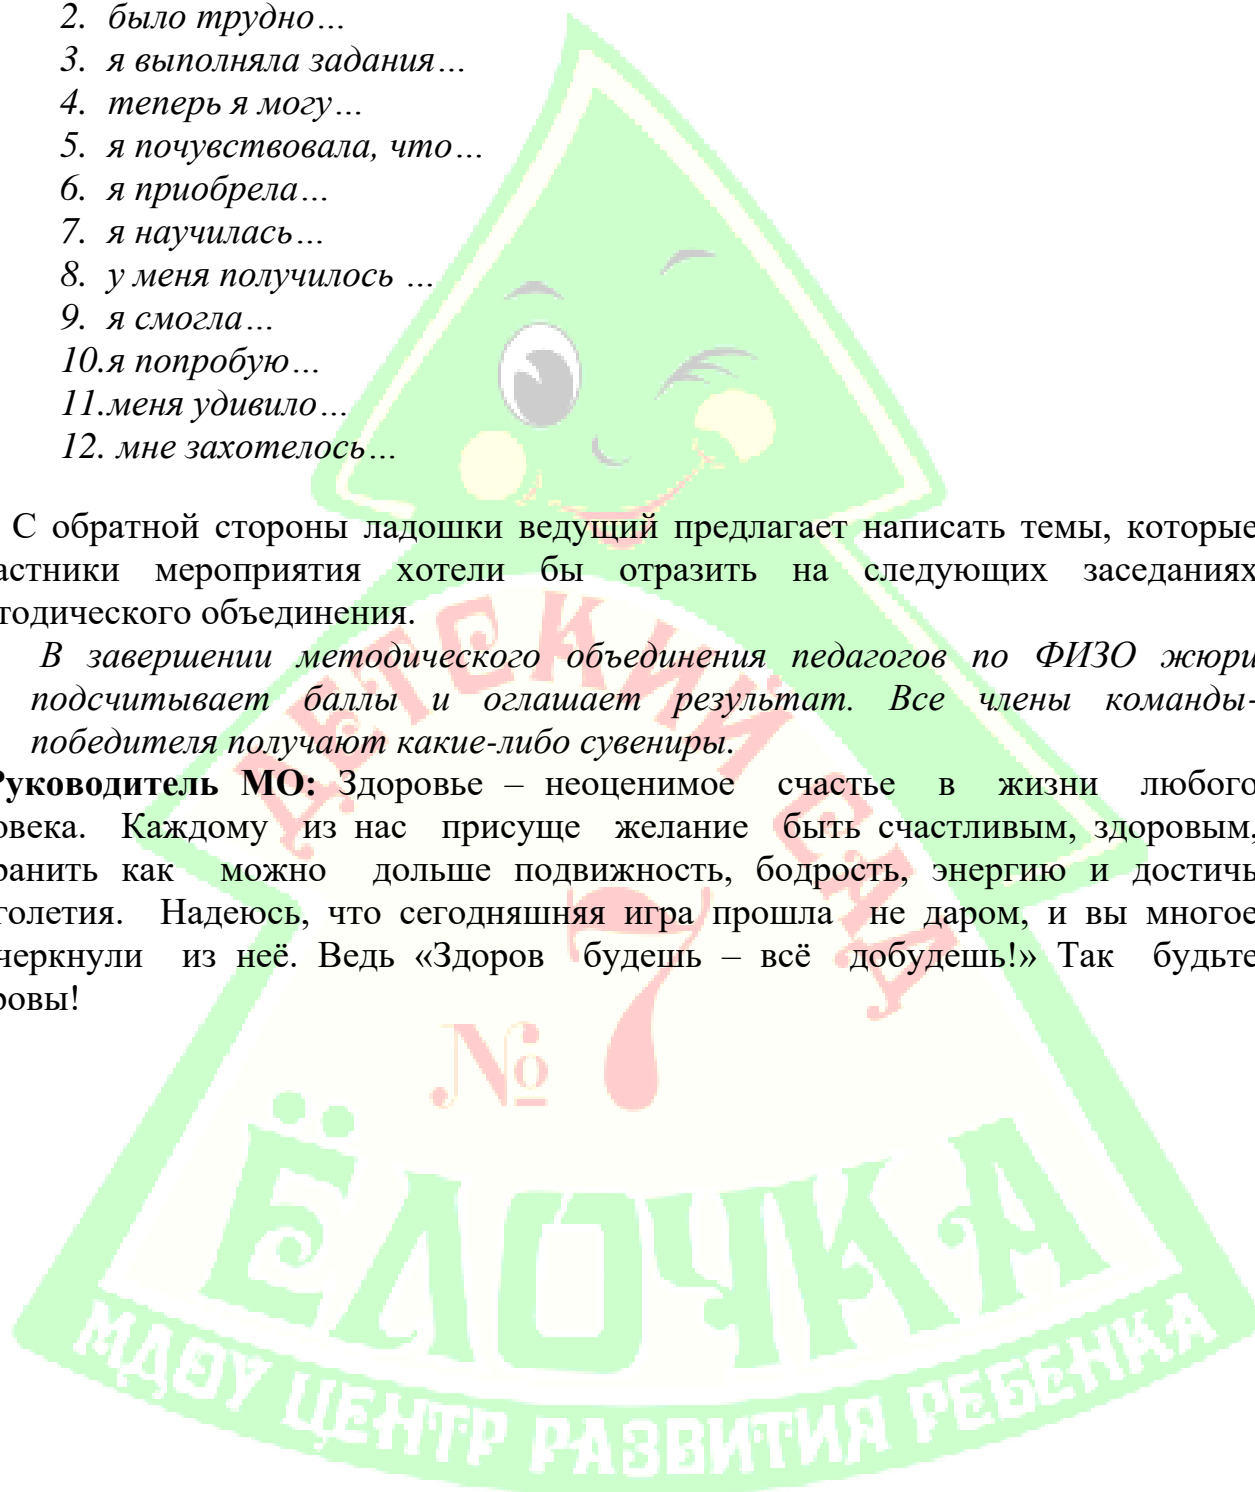 2. было трудно…
3. я выполняла задания…
4. теперь я могу…
5. я почувствовала, что…
6. я приобрела…
7. я научилась…
8. у меня получилось …
9. я смогла…
10.я попробую…
11.меня удивило…
12. мне захотелось…
С обратной стороны ладошки ведущий предлагает написать темы, которые
астники мероприятия хотели бы отразить на следующих заседаниях
тодического объединения.
В завершении методического объединения педагогов по ФИЗО жюри
подсчитывает баллы и оглашает результат. Все члены команды-
победителя получают какие-либо сувениры.
Руководитель МО: Здоровье – неоценимое счастье в жизни любого
овека. Каждому из нас присуще желание быть счастливым, здоровым,
ранить как можно дольше подвижность, бодрость, энергию и достичь
голетия. Надеюсь, что сегодняшняя игра прошла не даром, и вы многое
черкнули из неё. Ведь «Здоров будешь – всё добудешь!» Так будьте
ровы!
ДЕТСКИЙ САД
№ 7
ЁЛОЧКА
МДОУ ЦЕНТР РАЗВИТИЯ РЕБЕНКА